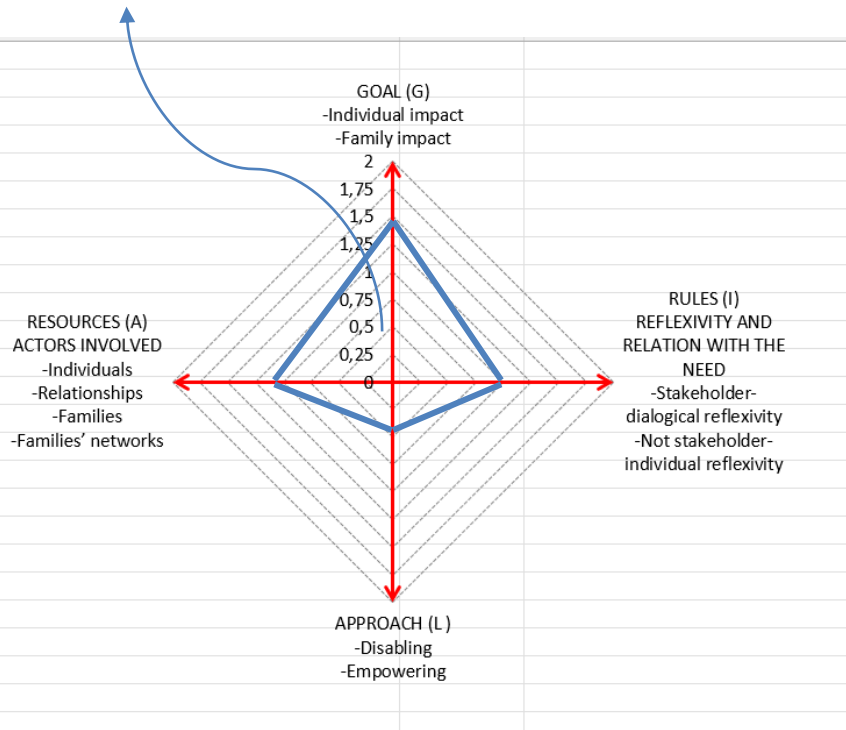 GOAL (G)
-Individual impact
-Family impact
2
1,75
1,5
1,25
1
0,75
0,5
0,25
0
RESOURCES (A)
ACTORS INVOLVED
-Individuals
-Relationships
-Families
-Families’ networks
RULES (I)
REFLEXIVITY AND
RELATION WITH THE
NEED
-Stakeholder-
dialogical reflexivity
-Not stakeholder-
individual reflexivity
APPROACH (L )
-Disabling
-Empowering